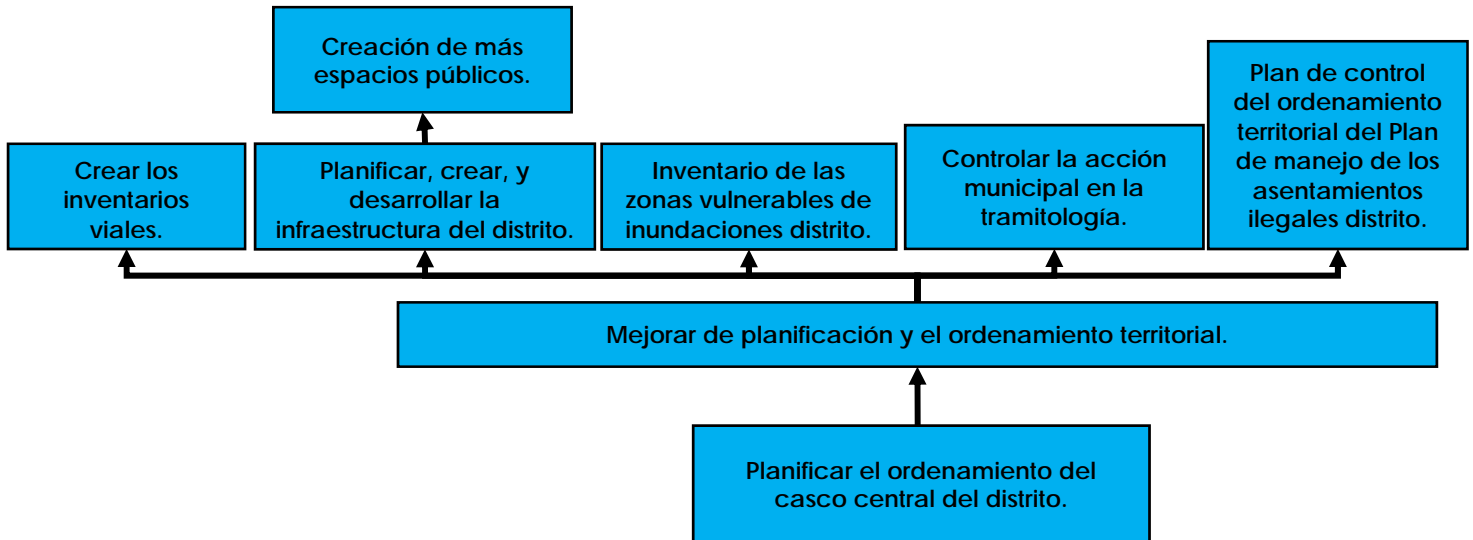 Creación de más
espacios públicos.
Plan de control
del ordenamiento
territorial del Plan
de manejo de los
asentamientos
ilegales distrito.
Crear los
inventarios
viales.
Planificar, crear, y
desarrollar la
infraestructura del distrito.
Inventario de las
zonas vulnerables de
inundaciones distrito.
Controlar la acción
municipal en la
tramitología.
Mejorar de planificación y el ordenamiento territorial.
Planificar el ordenamiento del
casco central del distrito.